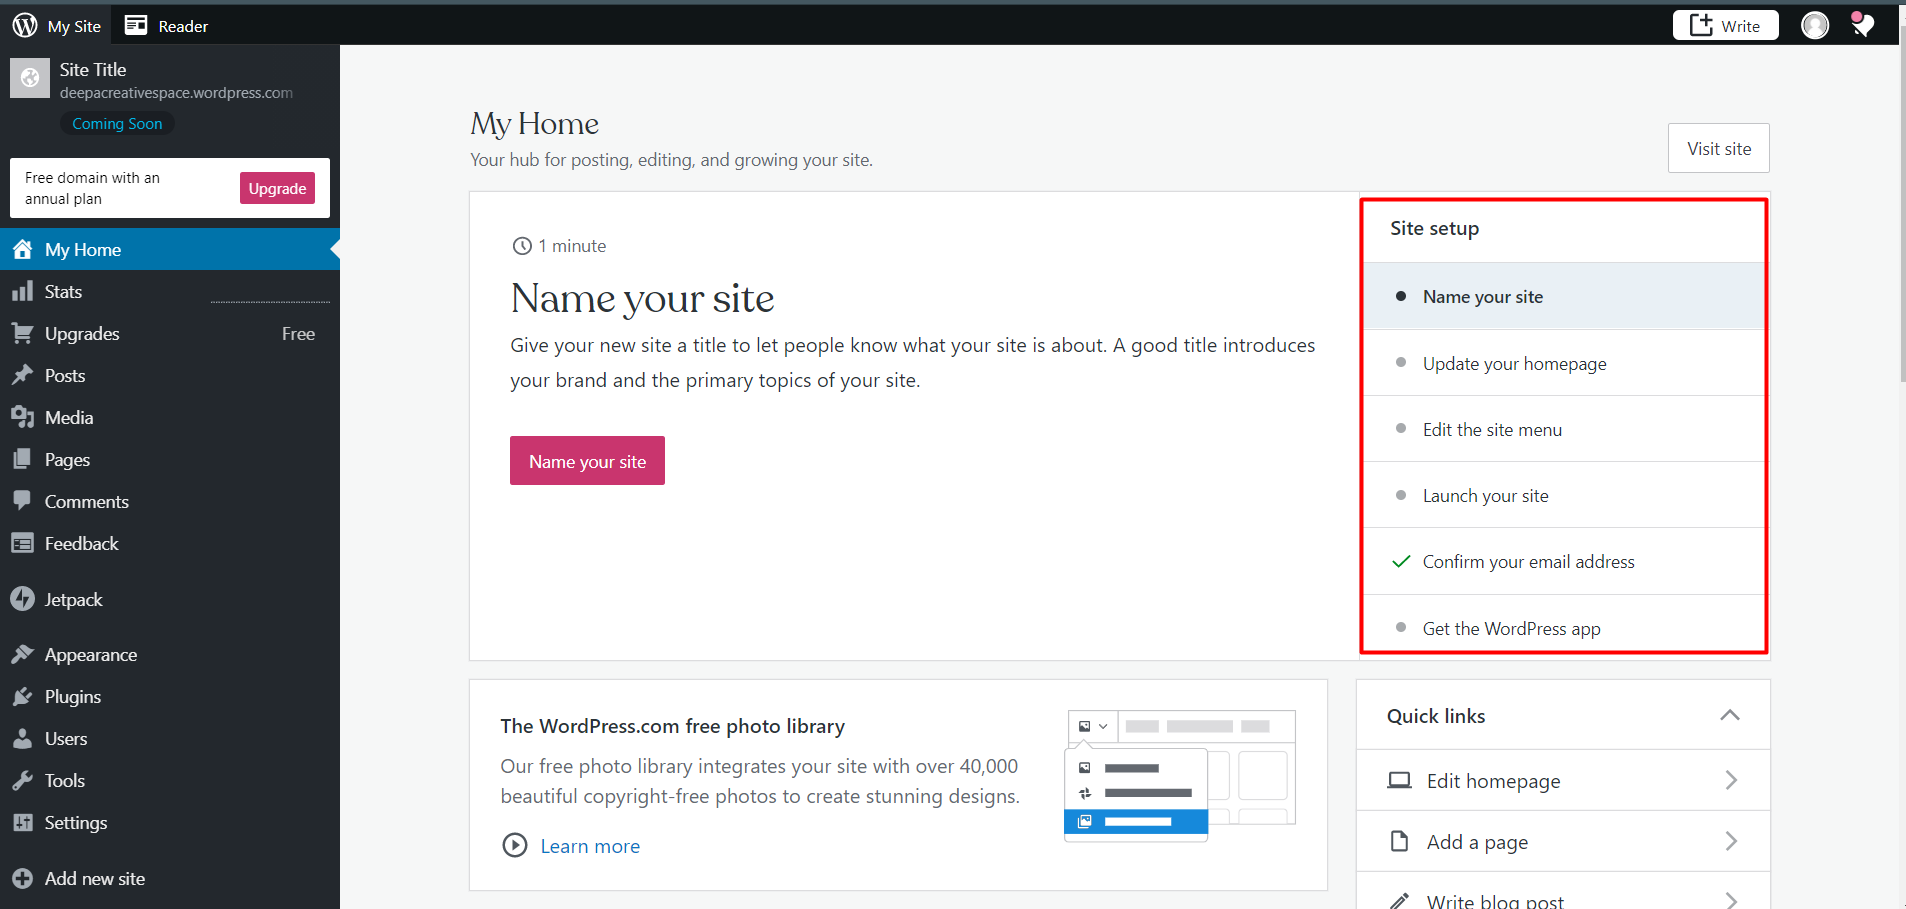 My Site
Reader
Write
Site Title
deepacreativespace.wordpress.com
Coming Soon
Free domain with an
annual plan
Upgrade
My Home
Stats
Upgrades Free
Posts
Media
Pages
Comments
Feedback
Jetpack
Appearance
Plugins
Users
Tools
Settings
Add new site
My Home
Your hub for posting, editing, and growing your site.
Visit site
1 minute
Name your site
Give your new site a title to let people know what your site is about. A good title introduces
your brand and the primary topics of your site.
Name your site
Site setup
Name your site
Update your homepage
Edit the site menu
Launch your site
Confirm your email address
Get the WordPress app
The WordPress.com free photo library
Our free photo library integrates your site with over 40,000
beautiful copyright-free photos to create stunning designs.
Learn more
Quick links
Edit homepage
Add a page
Write blog post